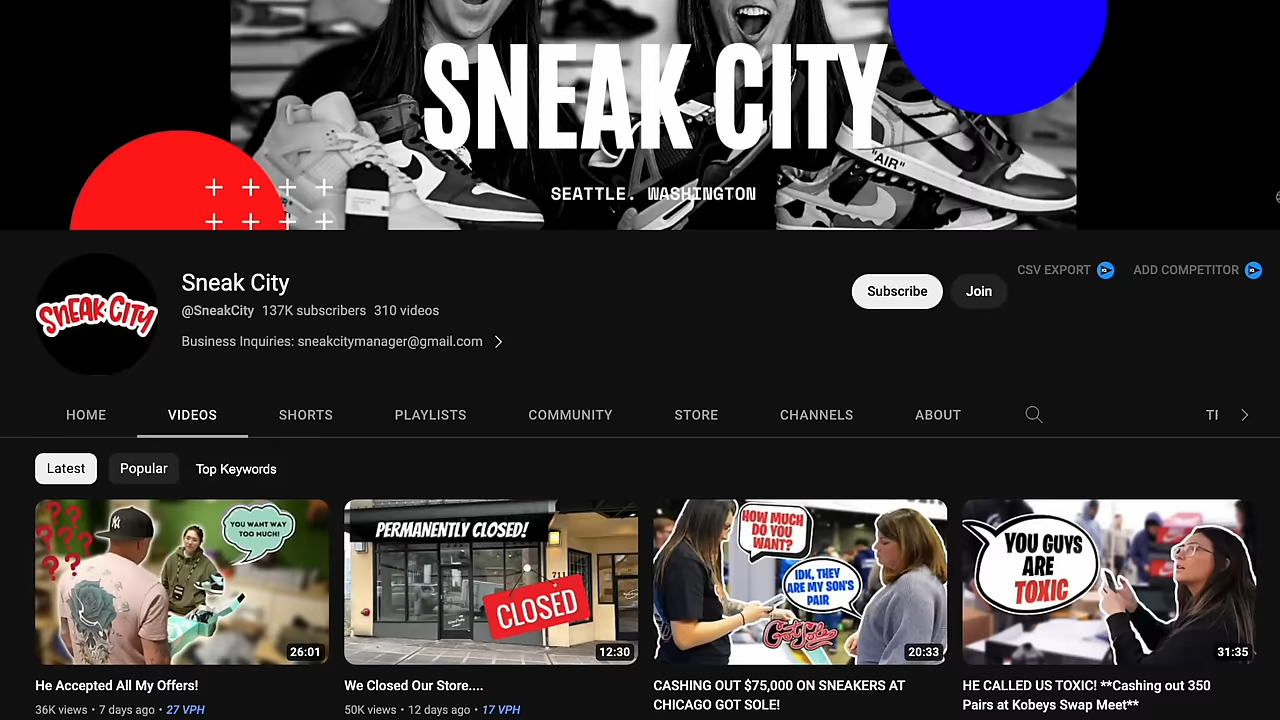 SNEAK CITY
"AIR"
SEATTLE. WASHINGTON
SNEAK CITY
Sneak City
@SneakCity 137K subscribers 310 videos
Business Inquiries: sneakcitymanager@gmail.com
Subscribe
Join
CSV EXPORT
ADD COMPETITOR
HOME
VIDEOS
SHORTS
PLAYLISTS
COMMUNITY
STORE
CHANNELS
ABOUT
Latest
Popular
Top Keywords
??
??
??
YOU WANT WAY
TOO MUCH!
26:01
PERMANENTLY CLOSED!
711
CLOSED
12:30
HOW MUCH
DO YOU
WANT?
IDK, THEY
ARE MY SON'S
PAIR
Got Sole
20:33
YOU GUYS
ARE
TOXIC
31:35
He Accepted All My Offers!
36K views • 7 days ago • 27 VPH
We Closed Our Store....
50K views • 12 days ago • 17 VPH
CASHING OUT $75,000 ON SNEAKERS AT
CHICAGO GOT SOLE!
HE CALLED US TOXIC! **Cashing out 350
Pairs at Kobeys Swap Meet**